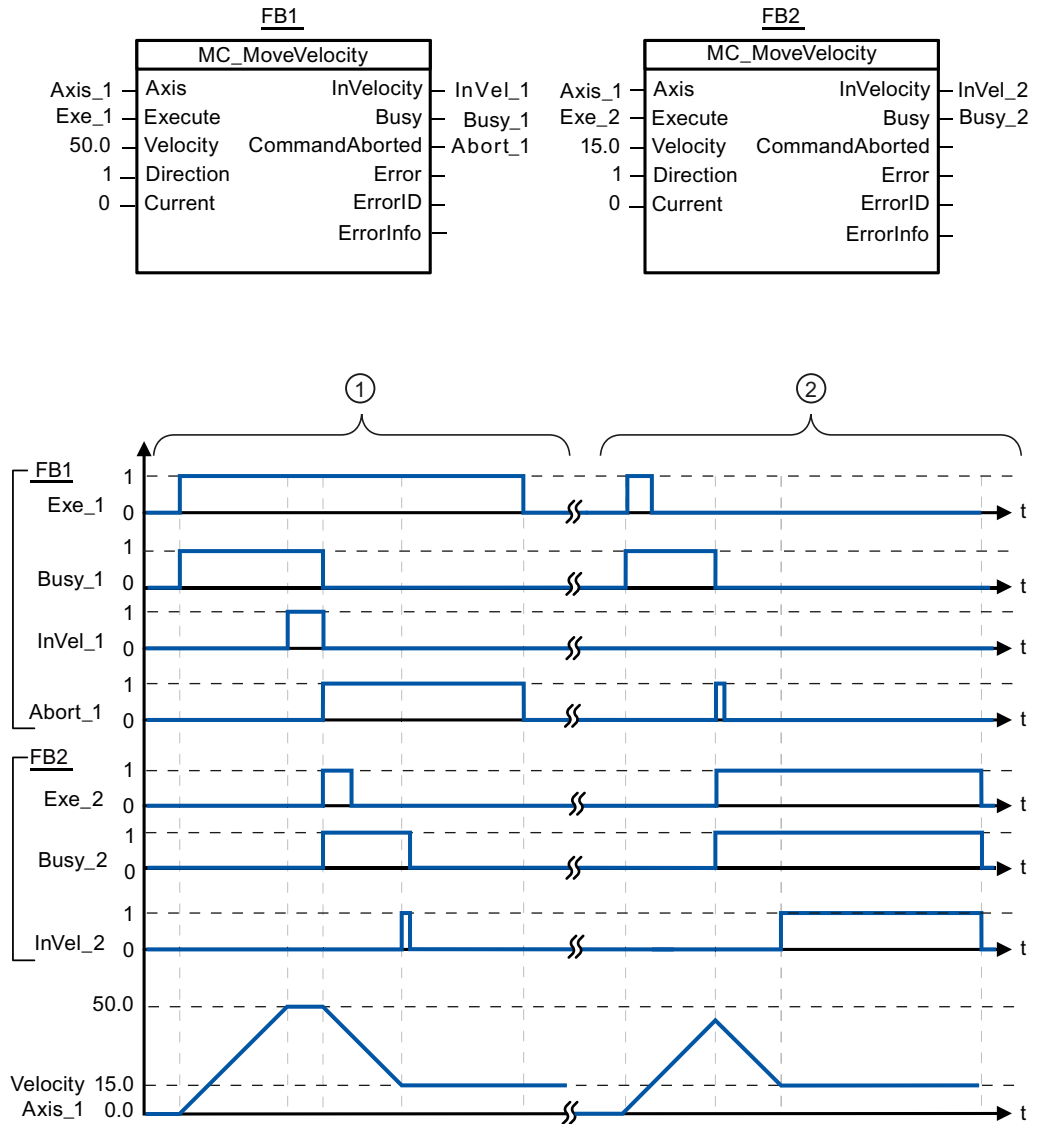 FB1 FB2
MC_MoveVelocity MC_MoveVelocity
Axis_1 Axis InVelocity InVel_1 Axis_1 Axis InVelocity InVel_2
Exe_1 Execute Busy Busy_1 Exe_2 Execute Busy Busy_2
50.0 Velocity CommandAborted Abort_1 15.0 Velocity CommandAborted
1 Direction Error 1 Direction Error
0 Current ErrorID 0 Current ErrorID
ErrorInfo ErrorInfo
1 2
FB1
1
Exe_1 0 t
1
Busy_1 0 t
1
InVel_1 0 t
1
Abort_1 0 t
FB2
1
Exe_2 0 t
1
Busy_2 0 t
1
InVel_2 0 t
50.0
Velocity 15.0
Axis_1 0.0 t